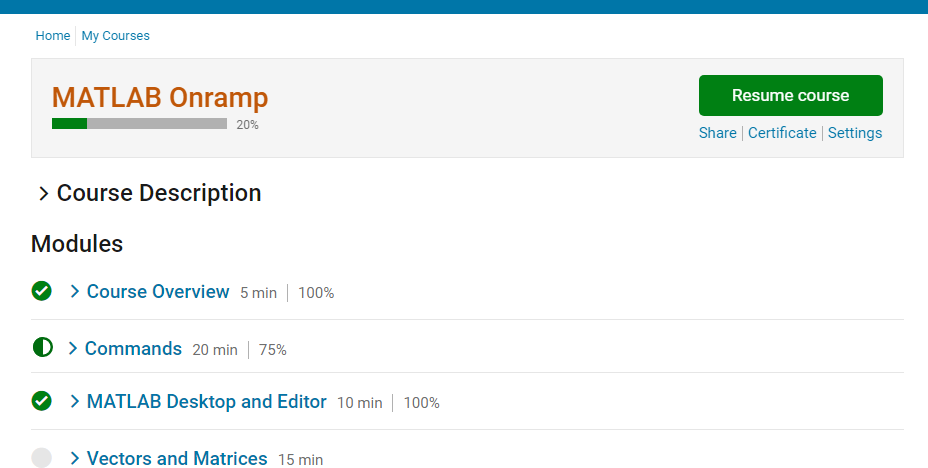 Home | My Courses
MATLAB Onramp
20%
Resume course
Share | Certificate | Settings
Course Description
Modules
Course Overview 5 min | 100%
Commands 20 min | 75%
MATLAB Desktop and Editor 10 min | 100%
Vectors and Matrices 15 min